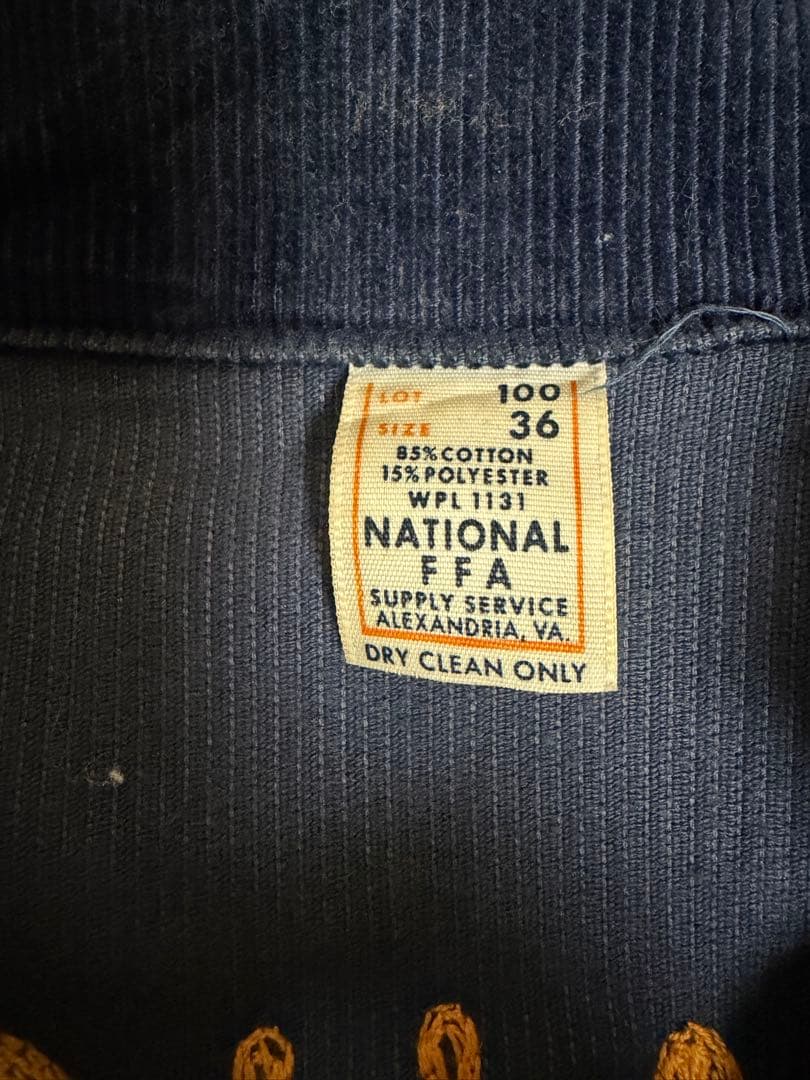 LOT 100
SIZE 36
85% COTTON
15% POLYESTER
WPL 1131
NATIONAL
FFA
SUPPLY SERVICE
ALEXANDRIA, VA.
DRY CLEAN ONLY